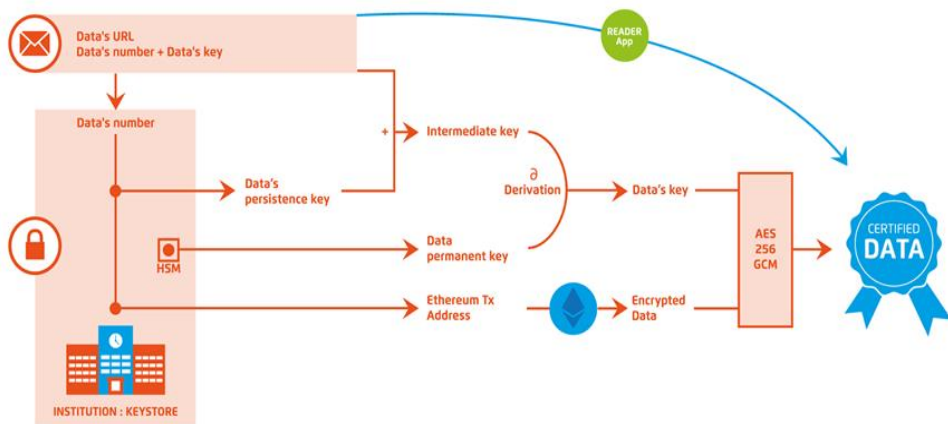 Data's URL
Data's number + Data's key
READER
App
Data's number
+
Intermediate key
Data's
persistence key
∂
Derivation
Data's key
HSM
Data
permanent key
AES
256
GCM
CERTIFIED
DATA
Ethereum Tx
Address
Encrypted
Data
INSTITUTION : KEYSTORE